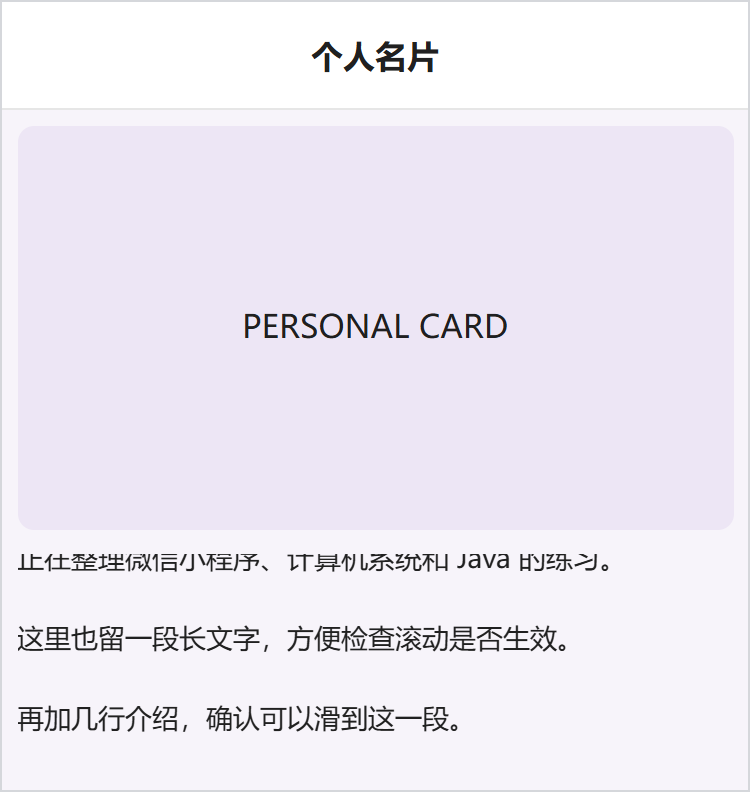 个人名片
PERSONAL CARD
正在整理微信小程序、计算机系统和 Java 的练习。
这里也留一段长文字，方便检查滚动是否生效。
再加几行介绍，确认可以滑到这一段。